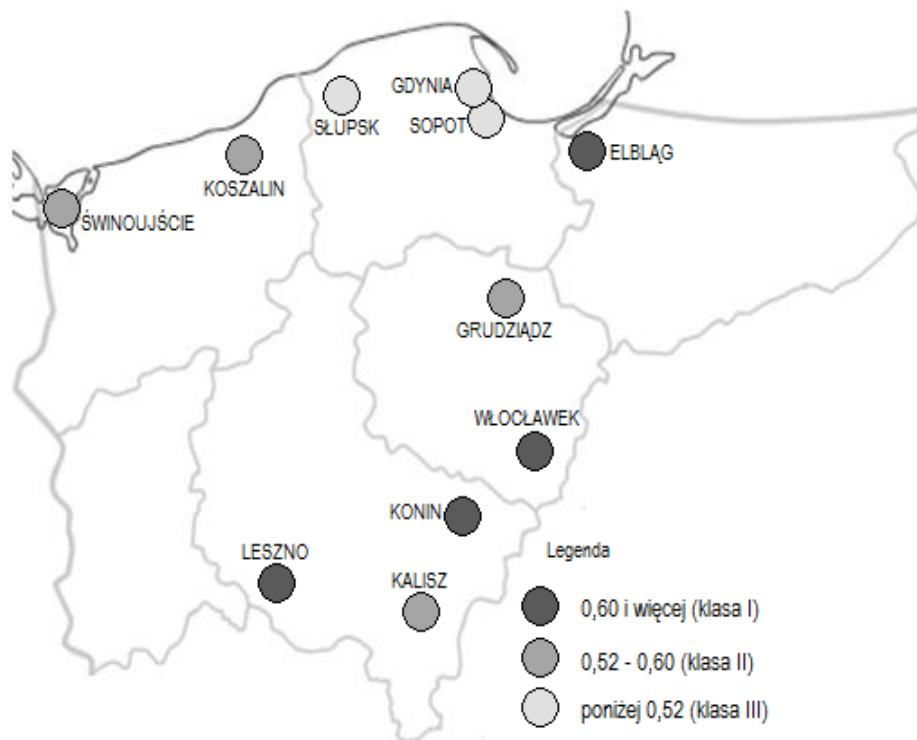 GDYNIA
SŁUPSK
SOPOT
ELBLĄG
KOSZALIN
ŚWINOUJŚCIE
GRUDZIĄDZ
WŁOCŁAWEK
KONIN
LESZNO
KALISZ
Legenda
0,60 i więcej (klasa I)
0,52 - 0,60 (klasa II)
poniżej 0,52 (klasa III)